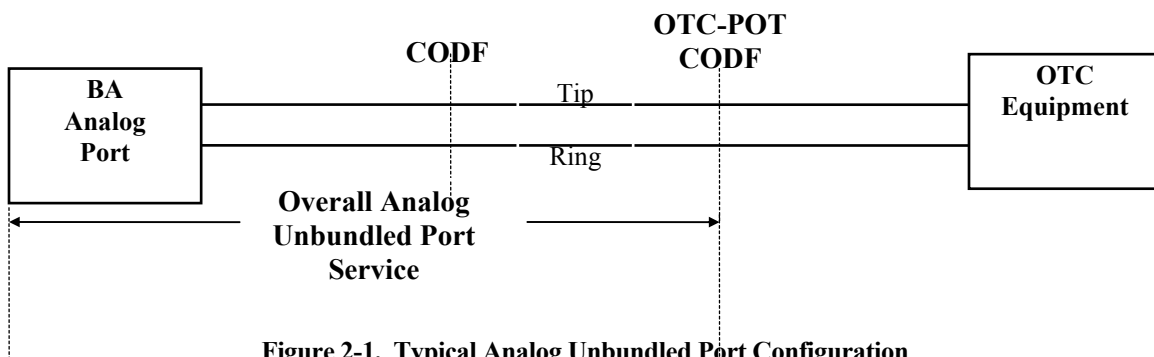 OTC-POT
CODF
CODF
BA
Analog
Port
Tip
Ring
OTC
Equipment
Overall Analog
Unbundled Port
Service
Figure 2-1. Typical Analog Unbundled Port Configuration